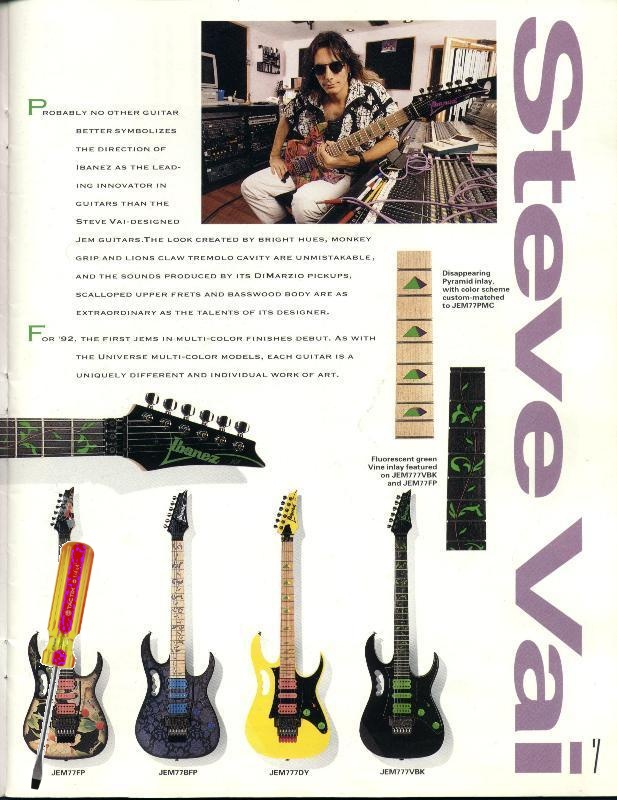 Steve Vai
PROBABLY NO OTHER GUITAR
BETTER SYMBOLIZES
THE DIRECTION OF
IBANEZ AS THE LEAD-
ING INNOVATOR IN
GUITARS THAN THE
STEVE VAI-DESIGNED
JEM GUITARS.THE LOOK CREATED BY BRIGHT HUES, MONKEY
GRIP AND LIONS CLAW TREMOLO CAVITY ARE UNMISTAKABLE,
AND THE SOUNDS PRODUCED BY ITS DIMARZIO PICKUPS,
SCALLOPED UPPER FRETS AND BASSWOOD BODY ARE AS
EXTRAORDINARY AS THE TALENTS OF ITS DESIGNER.
FOR '92, THE FIRST JEMS IN MULTI-COLOR FINISHES DEBUT. AS WITH
THE UNIVERSE MULTI-COLOR MODELS, EACH GUITAR IS A
UNIQUELY DIFFERENT AND INDIVIDUAL WORK OF ART.
Disappearing
Pyramid inlay,
with color scheme
custom-matched
to JEM77PMC
Ibanez
Fluorescent green
Vine inlay featured
on JEM777VBK
and JEM77FP
JEM77FP
JEM77BFP
JEM777DY
JEM777VBK